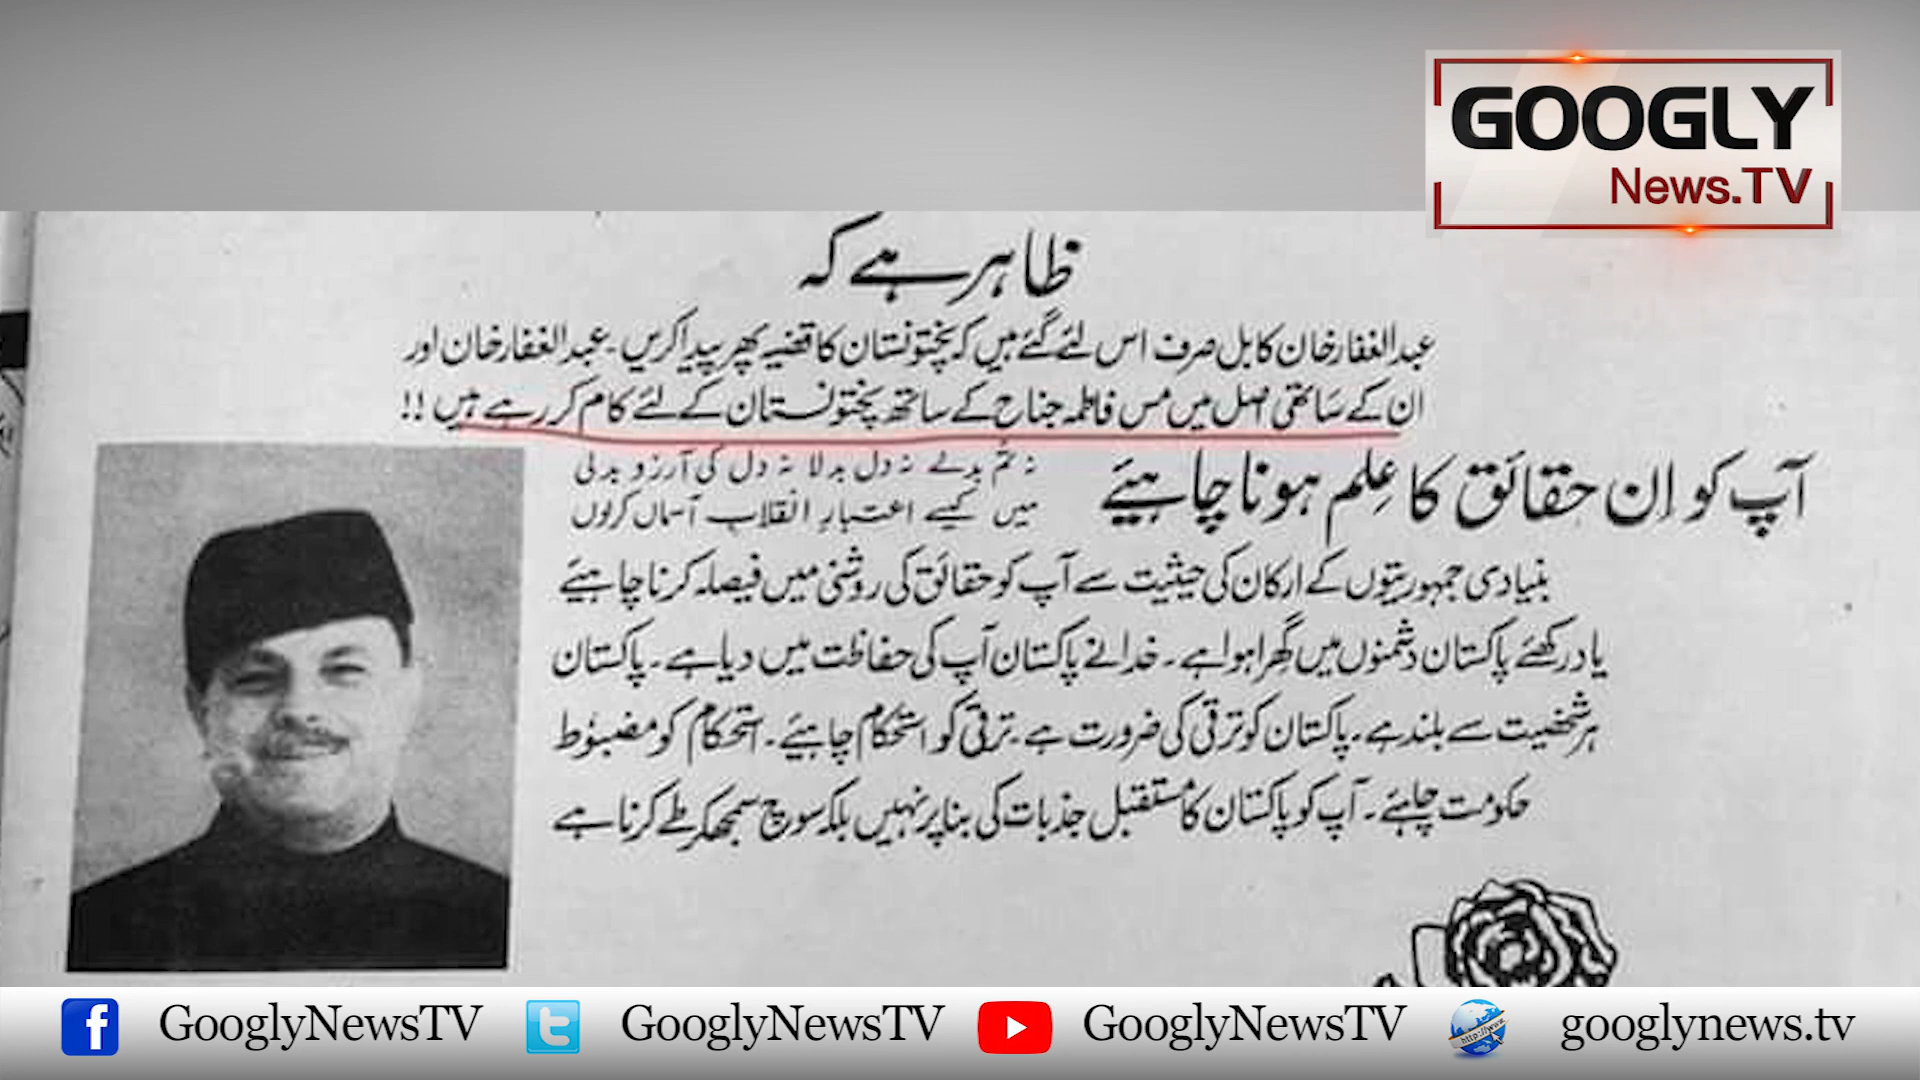 GOOGLY
News.TV
ظاہر ہے کہ
عبدالغفار خان کابل صرف اس لئے گئے ہیں کہ پختونستان کا قضیہ پھر پیدا کریں۔ عبدالغفار خان اور
ان کے ساتھی اصل میں مس فاطمہ جناح کے ساتھ پختونستان کے لئے کام کر رہے ہیں !!
آپ کو اِن حقائق کا عِلم ہونا چاہیئے
نہ تم بدلے نہ دل بدلا نہ دل کی آرزو بدلی
میں کیسے اعتبارِ انقلاب آسماں کرلوں
بنیادی جمہوریتوں کے ارکان کی حیثیت سے آپ کو حقائق کی روشنی میں فیصلہ کرنا چاہیئے
یاد رکھئے پاکستان دشمنوں میں گھرا ہوا ہے۔ خدا نے پاکستان آپ کی حفاظت میں دیا ہے۔ پاکستان
ہر شخصیت سے بلند ہے۔ پاکستان کو ترقی کی ضرورت ہے۔ ترقی کو استحکام چاہیئے۔ استحکام کو مضبوط
حکومت چاہئے۔ آپ کو پاکستان کا مستقبل جذبات کی بنا پر نہیں بلکہ سوچ سمجھ کر طے کرنا ہے
GooglyNewsTV GooglyNewsTV GooglyNewsTV googlynews.tv